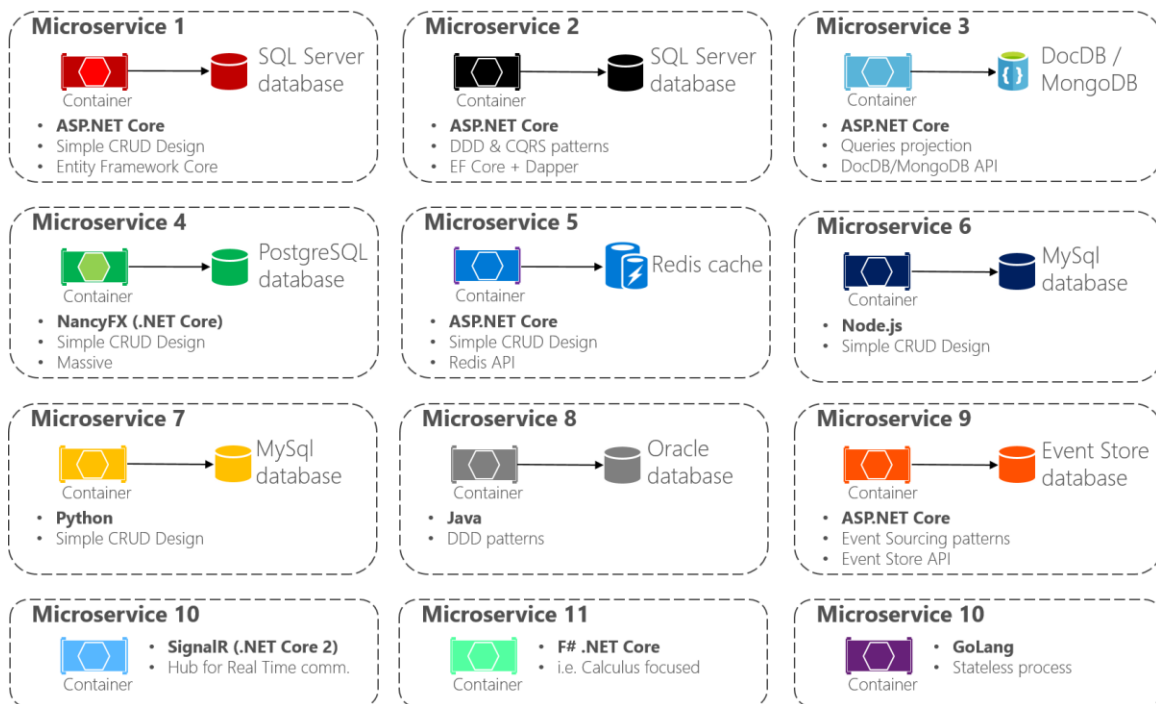 Microservice 1
SQL Server
database
Container
• ASP.NET Core
• Simple CRUD Design
• Entity Framework Core
Microservice 2
SQL Server
database
Container
• ASP.NET Core
• DDD & CQRS patterns
• EF Core + Dapper
Microservice 3
{ }
DocDB /
MongoDB
Container
• ASP.NET Core
• Queries projection
• DocDB/MongoDB API
Microservice 4
PostgreSQL
database
Container
• NancyFX (.NET Core)
• Simple CRUD Design
• Massive
Microservice 5
Redis cache
Container
• ASP.NET Core
• Simple CRUD Design
• Redis API
Microservice 6
MySql
database
Container
• Node.js
• Simple CRUD Design
Microservice 7
MySql
database
Container
• Python
• Simple CRUD Design
Microservice 8
Oracle
database
Container
• Java
• DDD patterns
Microservice 9
Event Store
database
Container
• ASP.NET Core
• Event Sourcing patterns
• Event Store API
Microservice 10
Container
• SignalR (.NET Core 2)
• Hub for Real Time comm.
Microservice 11
Container
• F# .NET Core
• i.e. Calculus focused
Microservice 10
Container
• GoLang
• Stateless process